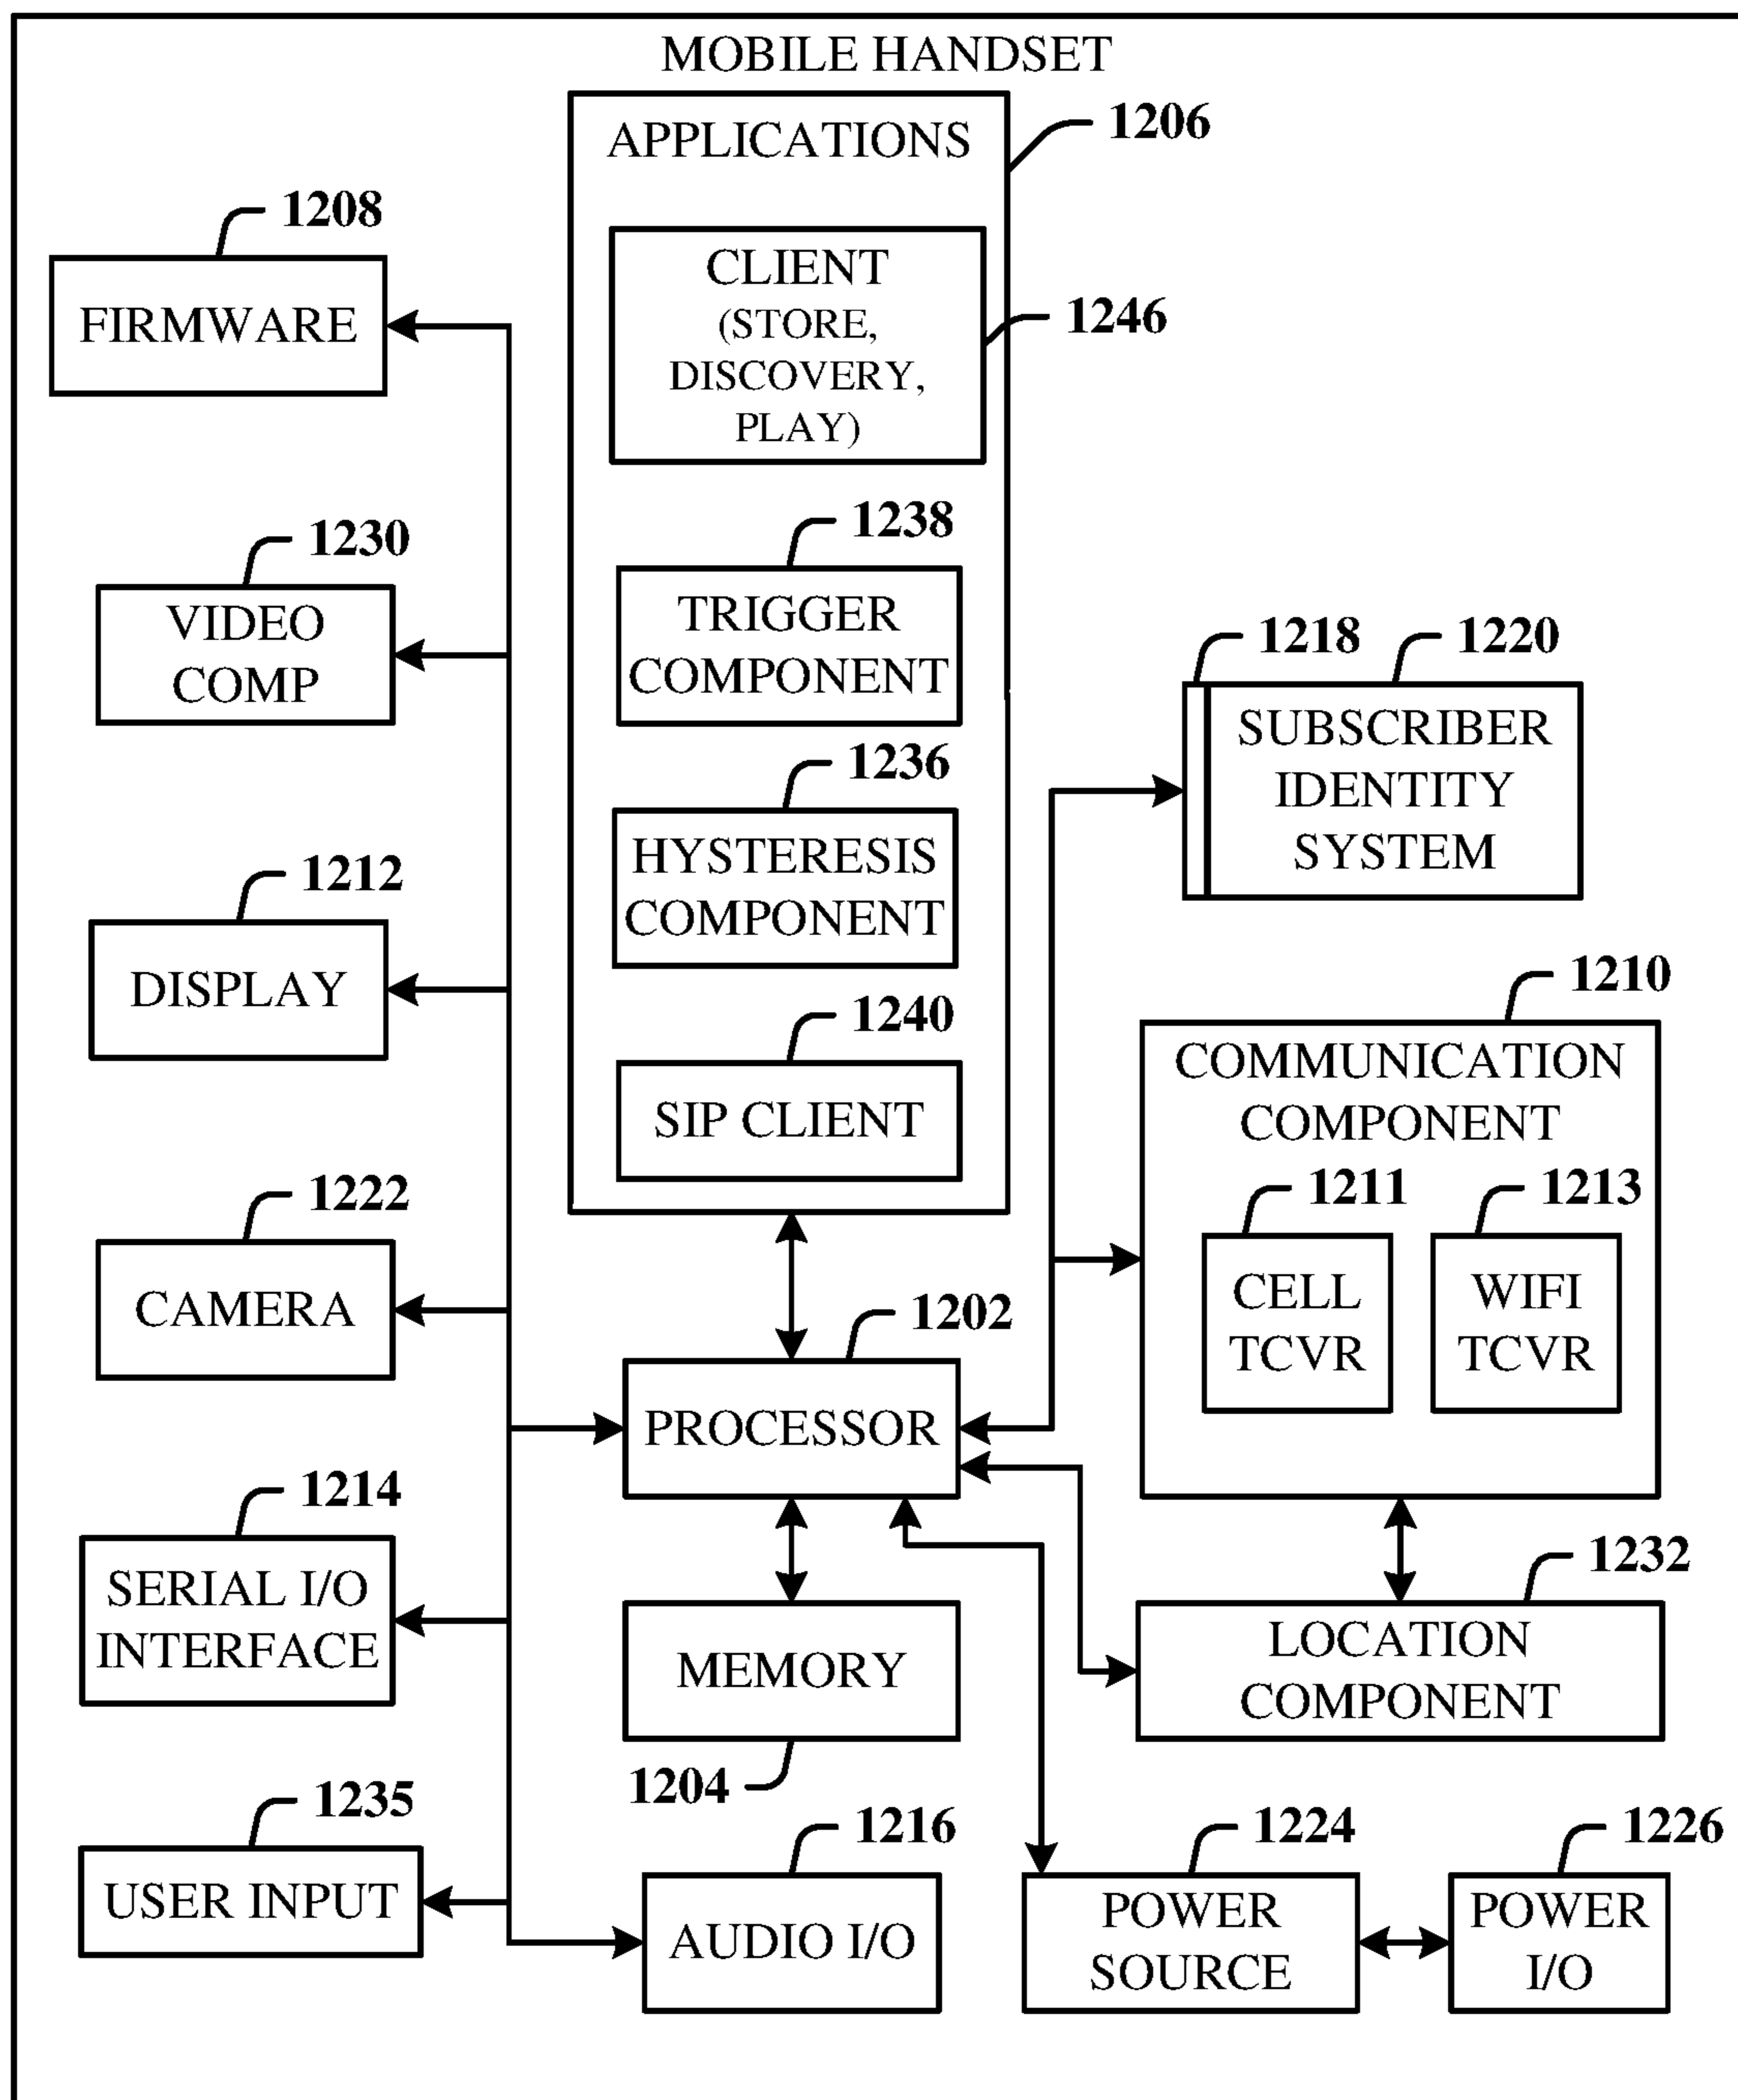 MOBILE HANDSET
APPLICATIONS
1206
CLIENT
(STORE,
DISCOVERY,
PLAY)
1246
1238
TRIGGER
COMPONENT
1236
HYSTERESIS
COMPONENT
1240
SIP CLIENT
1208
FIRMWARE
1230
VIDEO
COMP
1212
DISPLAY
1222
CAMERA
1214
SERIAL I/O
INTERFACE
1235
USER INPUT
1202
PROCESSOR
MEMORY
1204
1216
AUDIO I/O
1218
1220
SUBSCRIBER
IDENTITY
SYSTEM
1210
COMMUNICATION
COMPONENT
1211
CELL
TCVR
1213
WIFI
TCVR
1232
LOCATION
COMPONENT
1224
POWER
SOURCE
1226
POWER
I/O